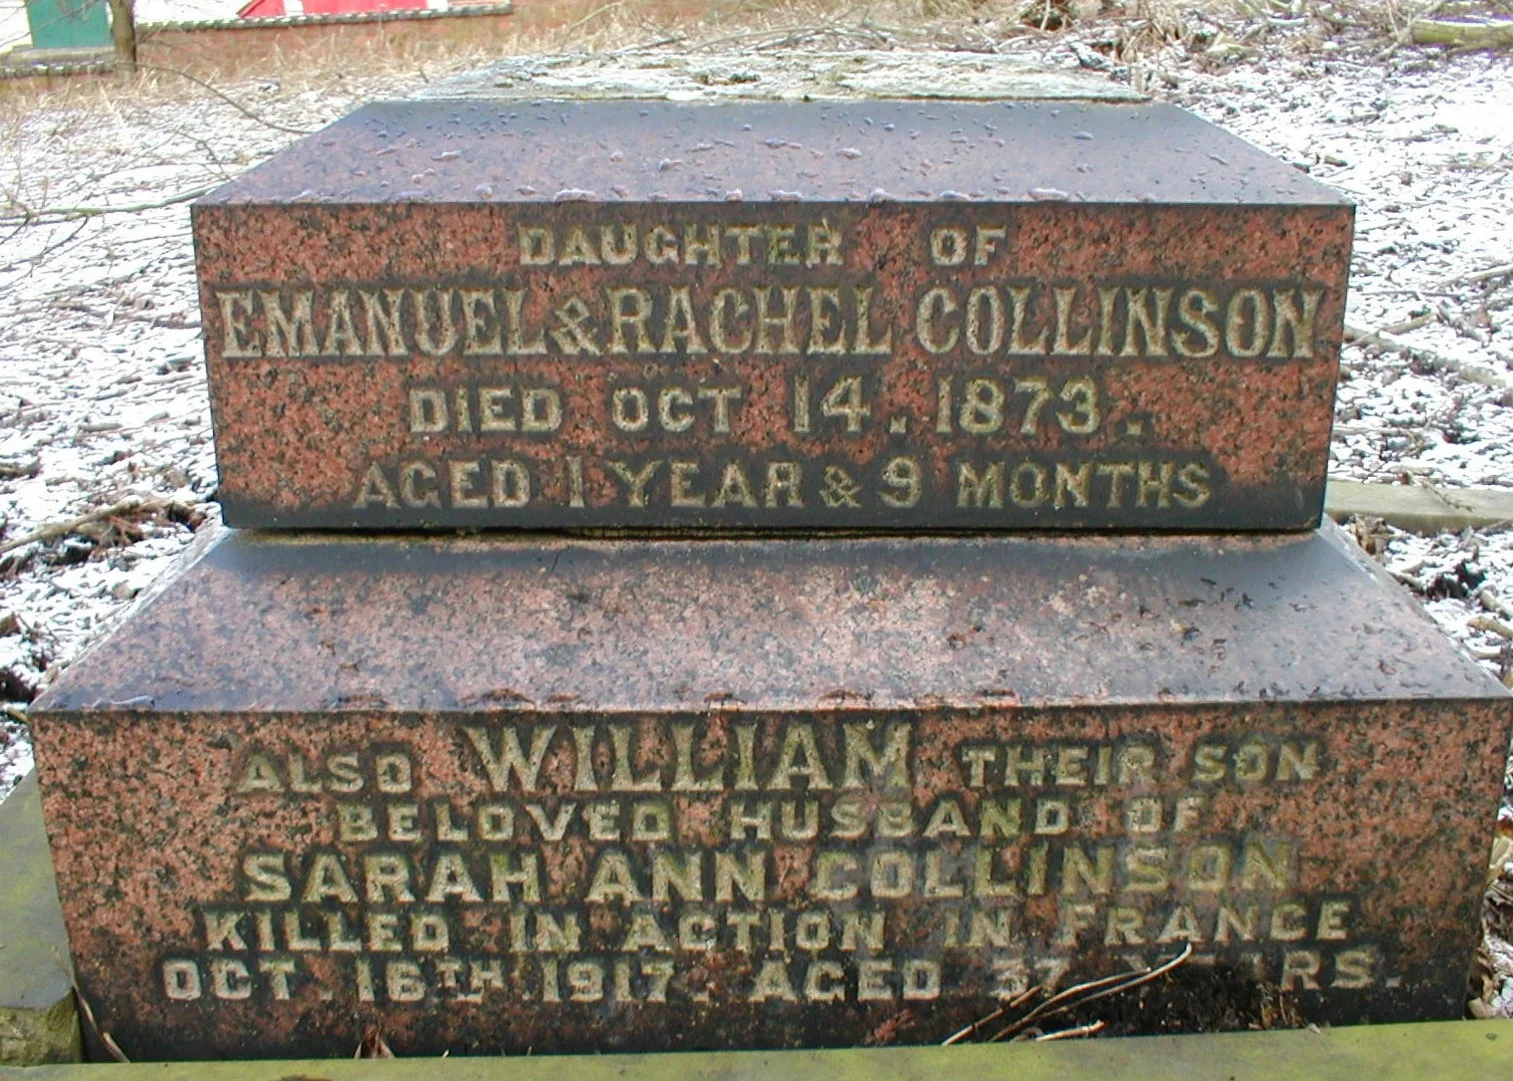 DAUGHTER OF
EMANUEL & RACHEL COLLINSON
DIED OCT 14. 1873.
AGED 1 YEAR & 9 MONTHS
ALSO WILLIAM THEIR SON
BELOVED HUSBAND OF
SARAH ANN COLLINSON
KILLED IN ACTION IN FRANCE
OCT. 16TH 1917. AGED 37 YEARS.